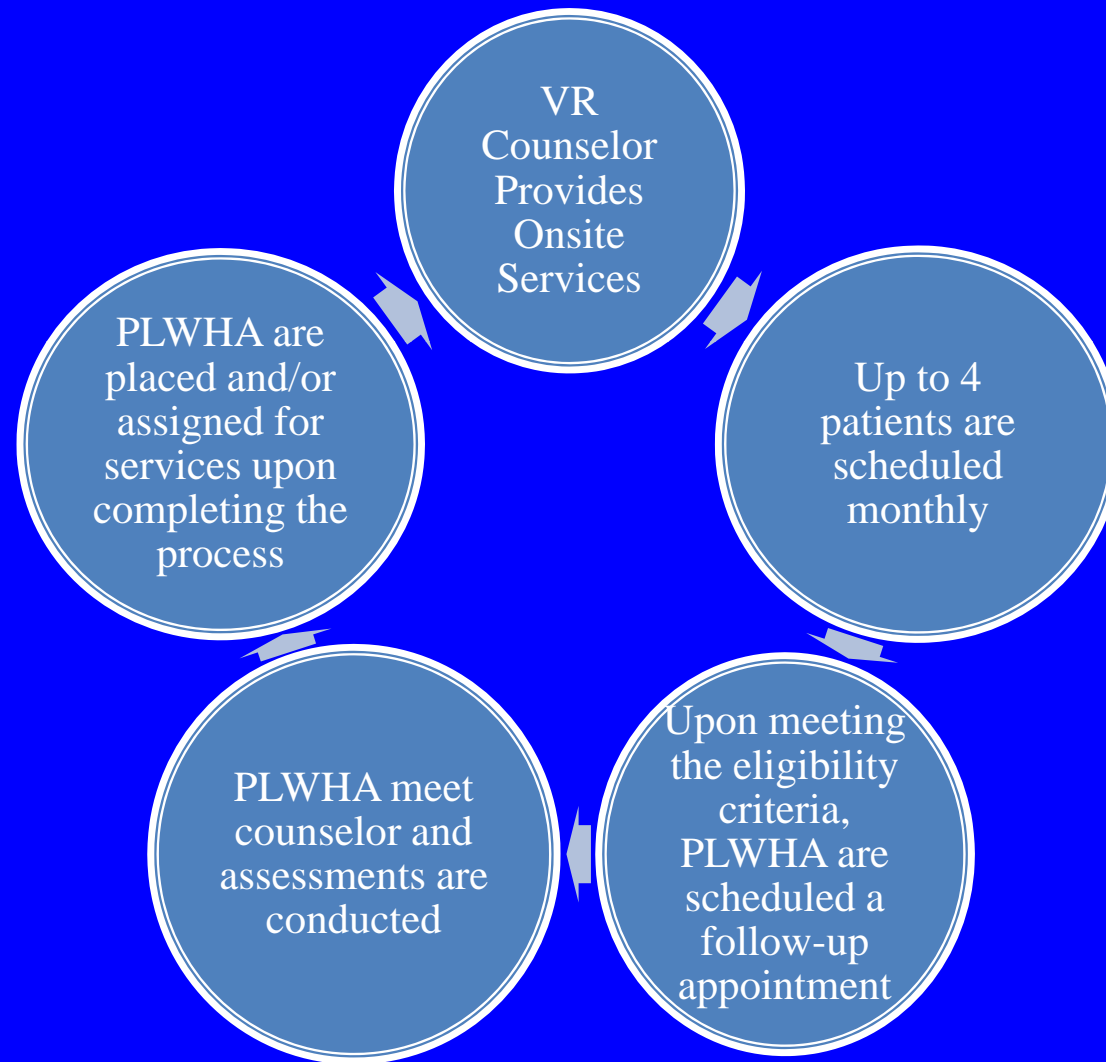 VR
Counselor
Provides
Onsite
Services
Up to 4
patients are
scheduled
monthly
Upon meeting
the eligibility
criteria,
PLWHA are
scheduled a
follow-up
appointment
PLWHA meet
counselor and
assessments are
conducted
PLWHA are
placed and/or
assigned for
services upon
completing the
process